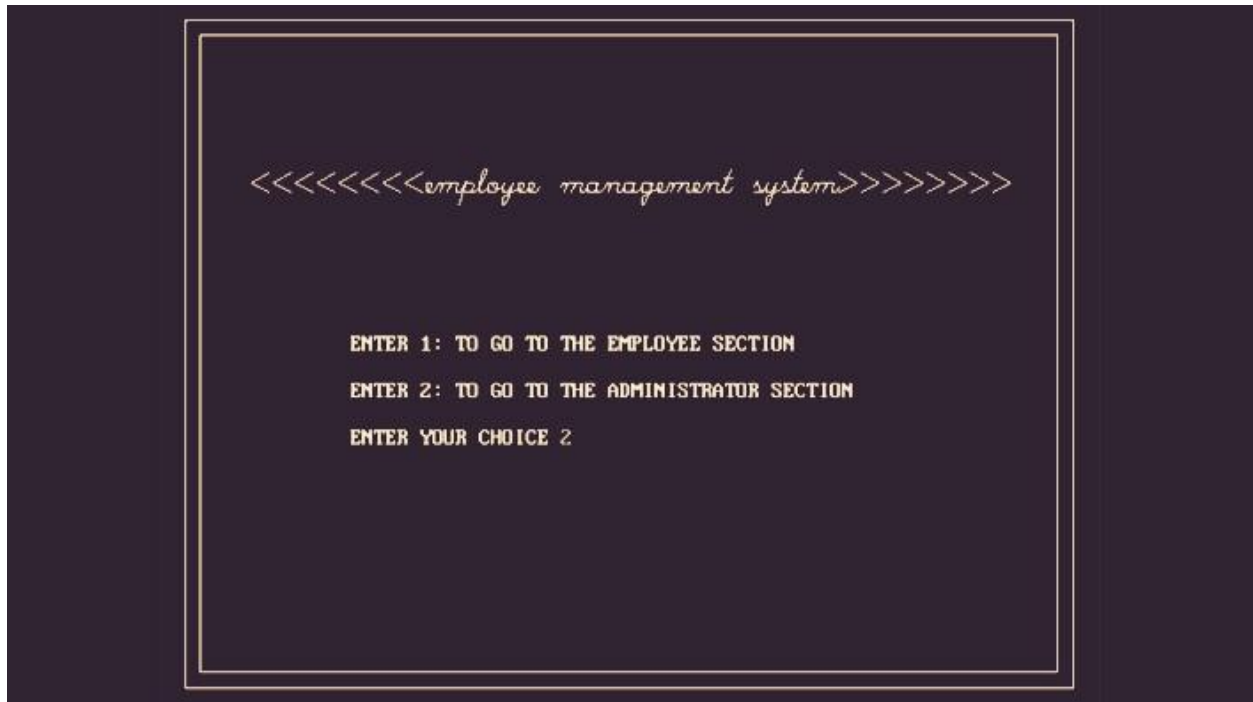 <<<<<<<<employee management system>>>>>>>>
ENTER 1: TO GO TO THE EMPLOYEE SECTION
ENTER 2: TO GO TO THE ADMINISTRATOR SECTION
ENTER YOUR CHOICE 2